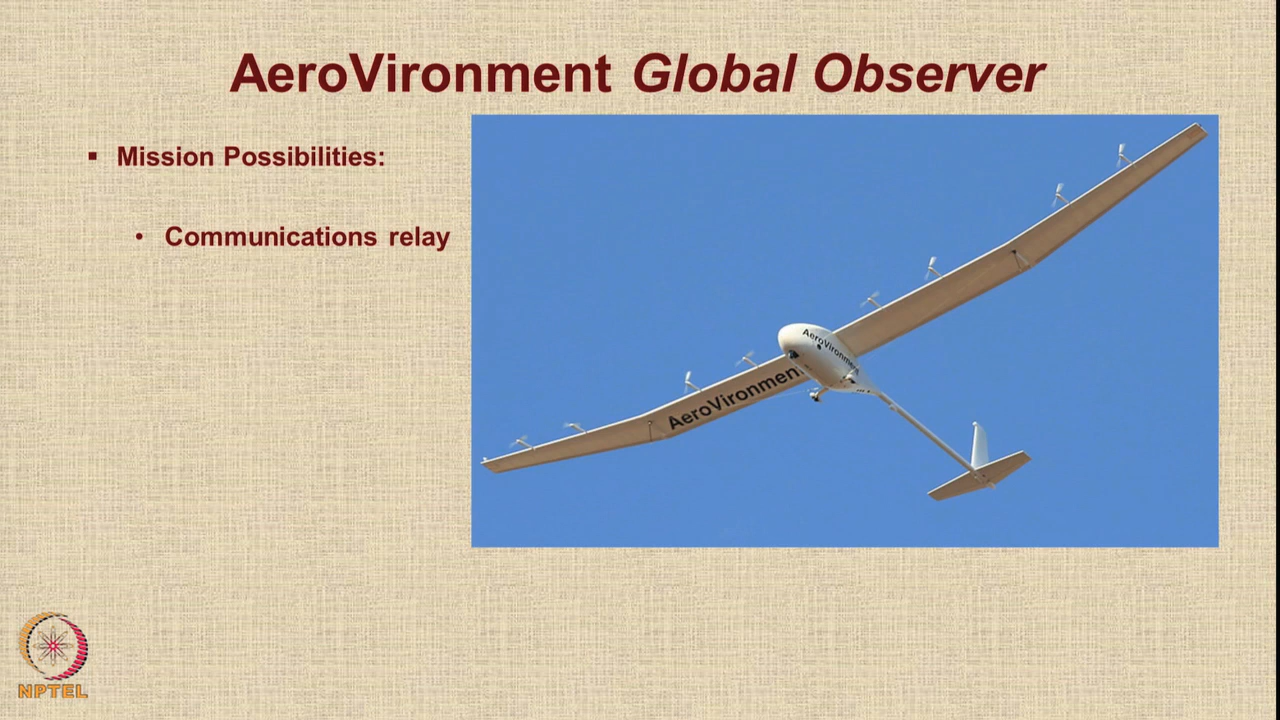 AeroVironment Global Observer
▪ Mission Possibilities:
• Communications relay
AeroVironment
AeroVironment
NPTEL